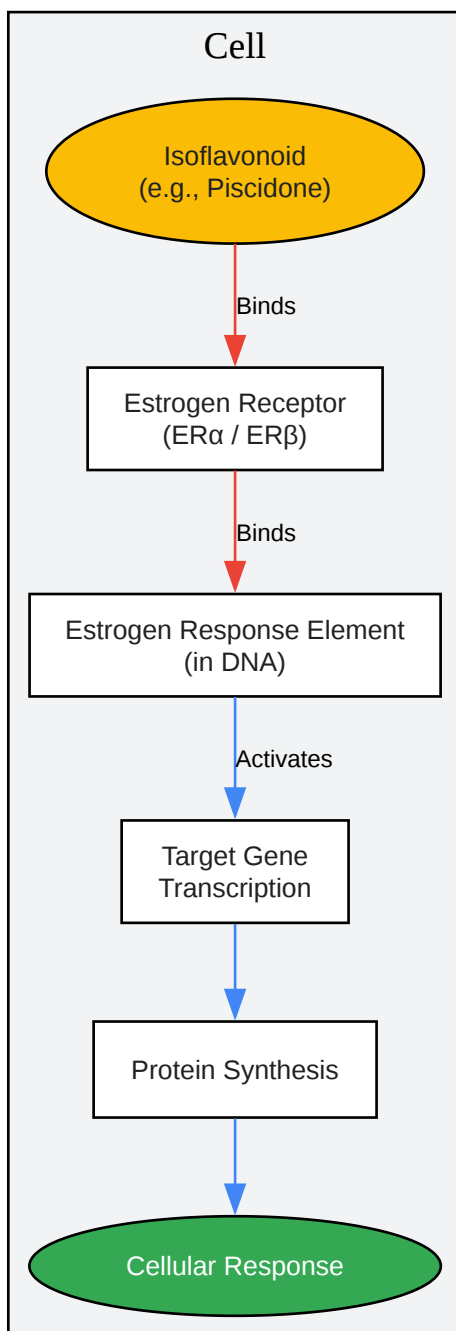 Cell
Isoflavonoid
(e.g., Piscidone)
Binds
Estrogen Receptor
(ERα / ERβ)
Binds
Estrogen Response Element
(in DNA)
Activates
Target Gene
Transcription
Protein Synthesis
Cellular Response